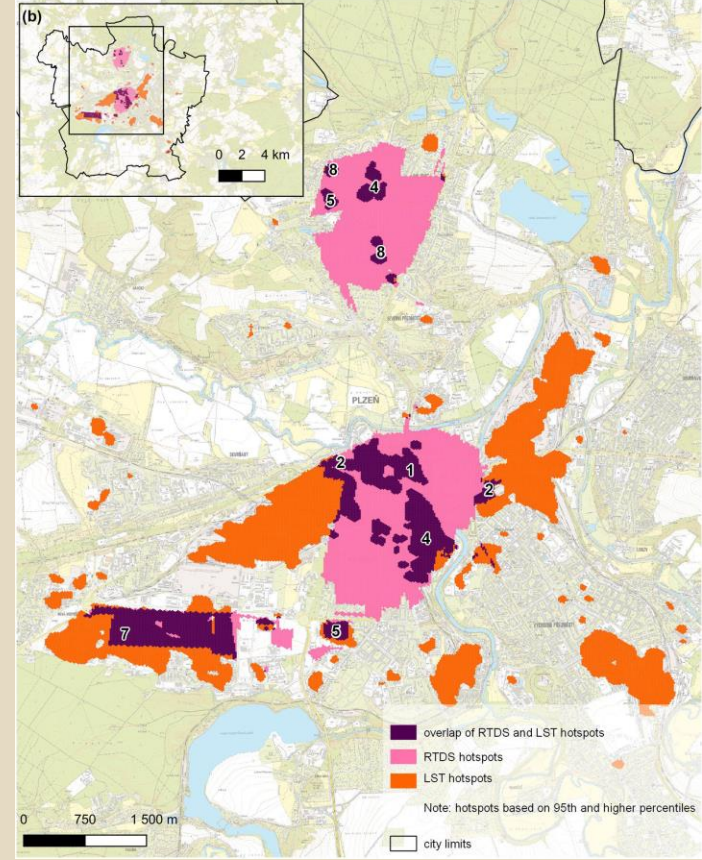 (b)
0 2 4 km
8
4
5
8
PLZEŇ
2
1
2
4
7
5
overlap of RTDS and LST hotspots
RTDS hotspots
LST hotspots
Note: hotspots based on 95th and higher percentiles
city limits
0 750 1 500 m